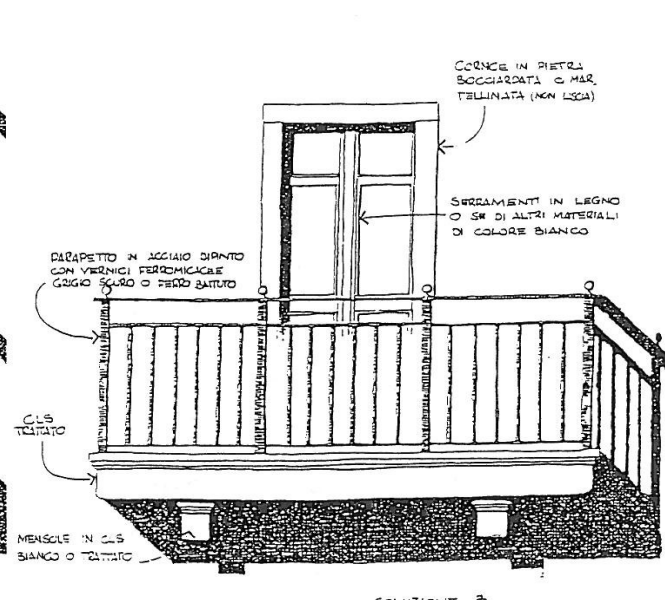 CORNICE IN PIETRA
BOCCIARDATA O MAR.
TELLINATA (NON LISCIA)
SERRAMENTI IN LEGNO
O SE DI ALTRI MATERIALI
DI COLORE BIANCO
PARAPETTO IN ACCIAIO DIPINTO
CON VERNICI FERROMICACEE
GRIGIO SCURO O FERRO BATTUTO
CLS
TRATTATO
MENSOLE IN CLS
BIANCO O TRATTATO
SOLUZIONE